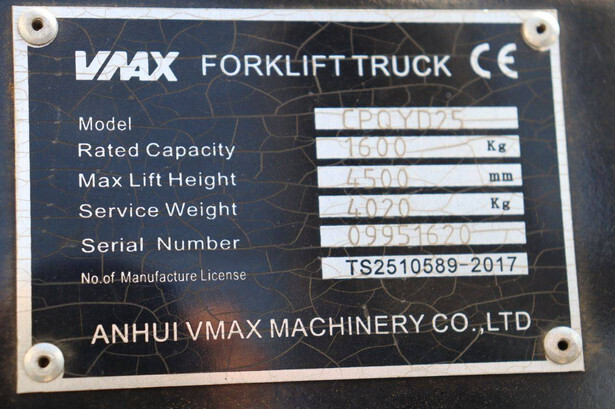 VMAX FORKLIFT TRUCK CE
Model CPQYD25
Rated Capacity 1600 Kg
Max Lift Height 4500 mm
Service Weight 4020 Kg
Serial Number 09951620
No.of Manufacture License TS2510589-2017
ANHUI VMAX MACHINERY CO.,LTD